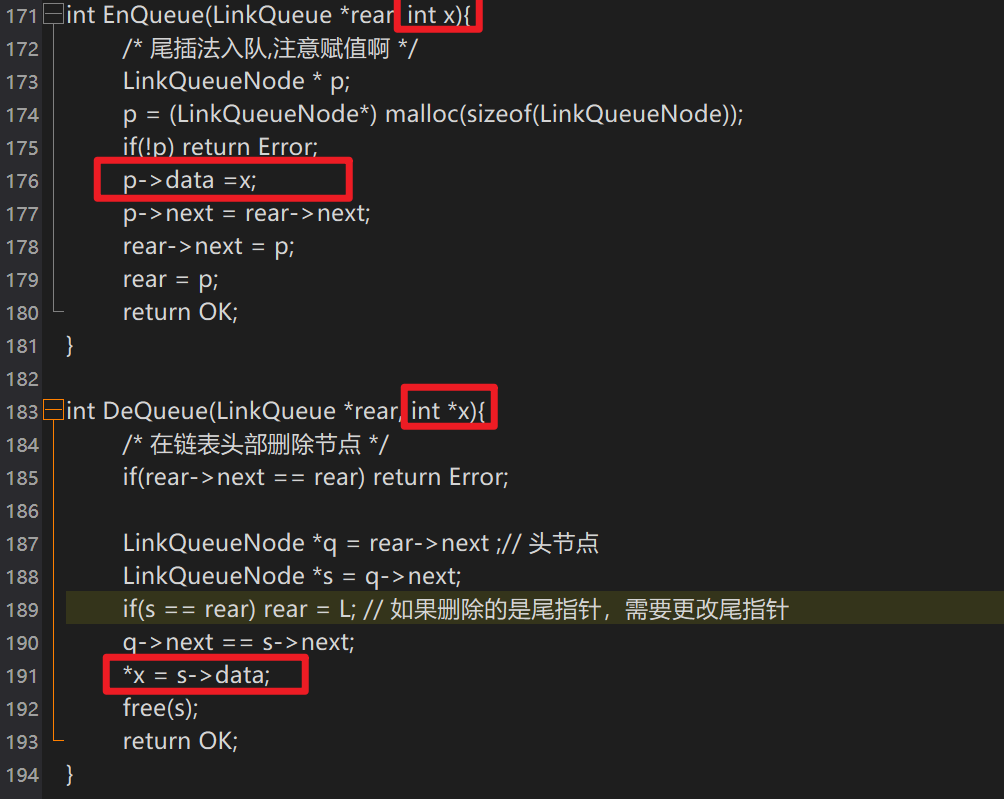 171 int EnQueue(LinkQueue *rear, int x){
172 /* 尾插法入队,注意赋值啊 */
173 LinkQueueNode * p;
174 p = (LinkQueueNode*) malloc(sizeof(LinkQueueNode));
175 if(!p) return Error;
176 p->data =x;
177 p->next = rear->next;
178 rear->next = p;
179 rear = p;
180 return OK;
181 }
182
183 int DeQueue(LinkQueue *rear, int *x){
184 /* 在链表头部删除节点 */
185 if(rear->next == rear) return Error;
186
187 LinkQueueNode *q = rear->next ;// 头节点
188 LinkQueueNode *s = q->next;
189 if(s == rear) rear = L; // 如果删除的是尾指针，需要更改尾指针
190 q->next == s->next;
191 *x = s->data;
192 free(s);
193 return OK;
194 }